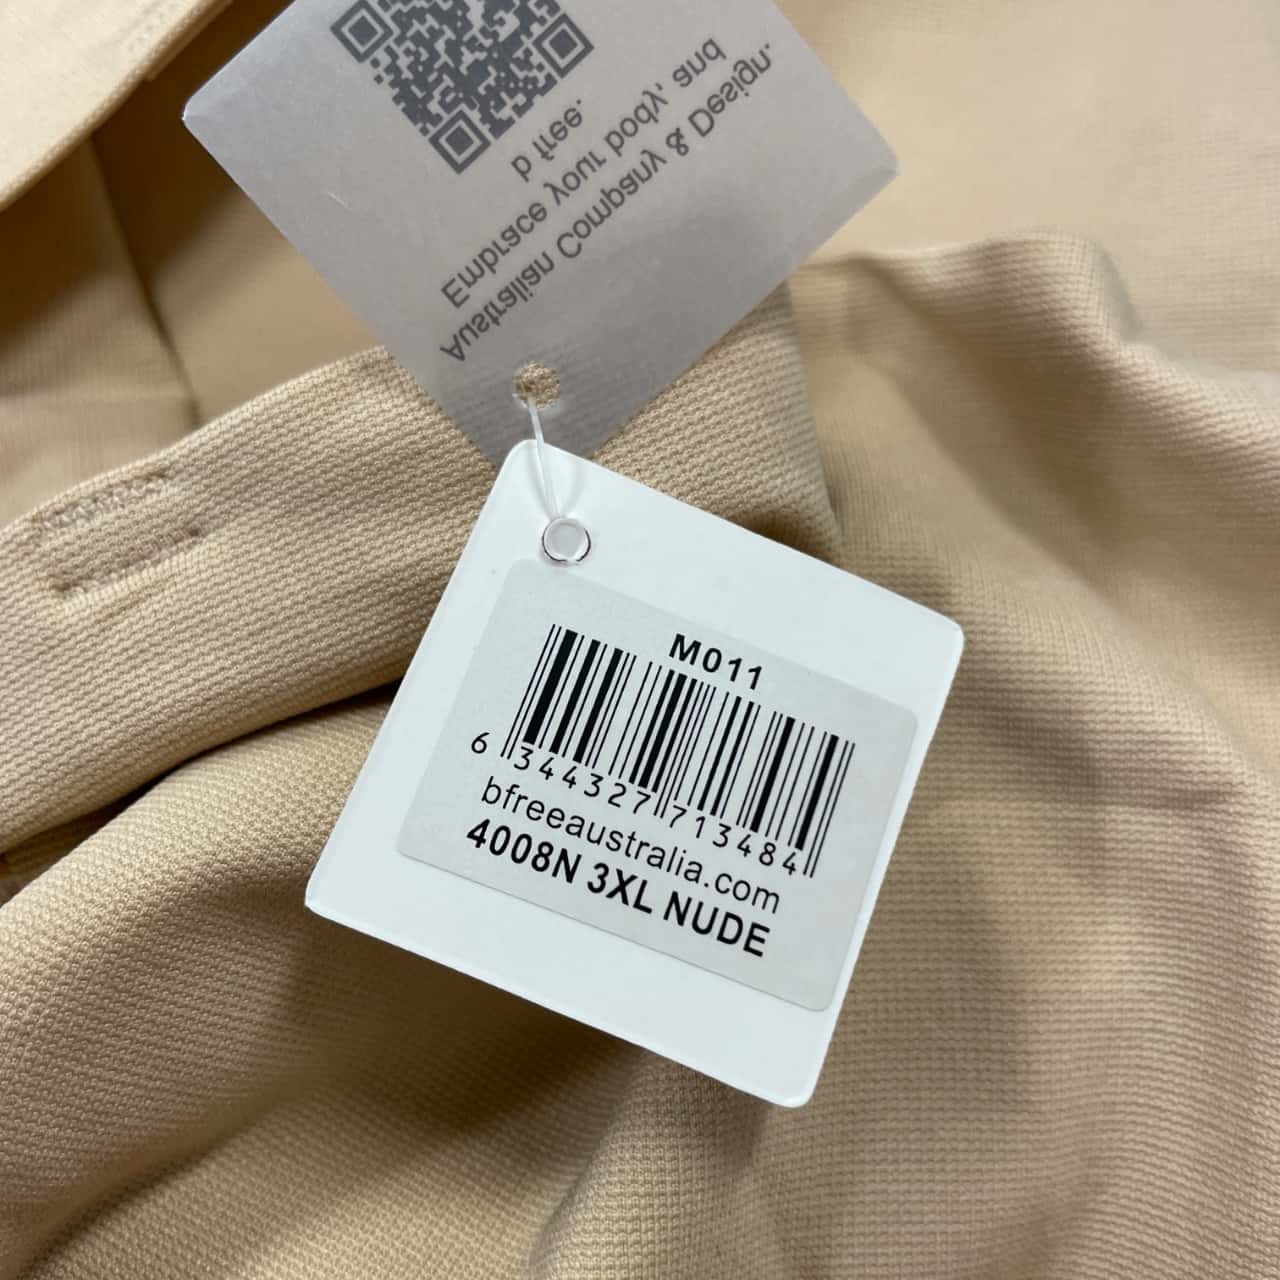 Australian Company & Design.
Embrace your body, and
b free.
M011
6 344327 713484
bfreeaustralia.com
4008N 3XL NUDE